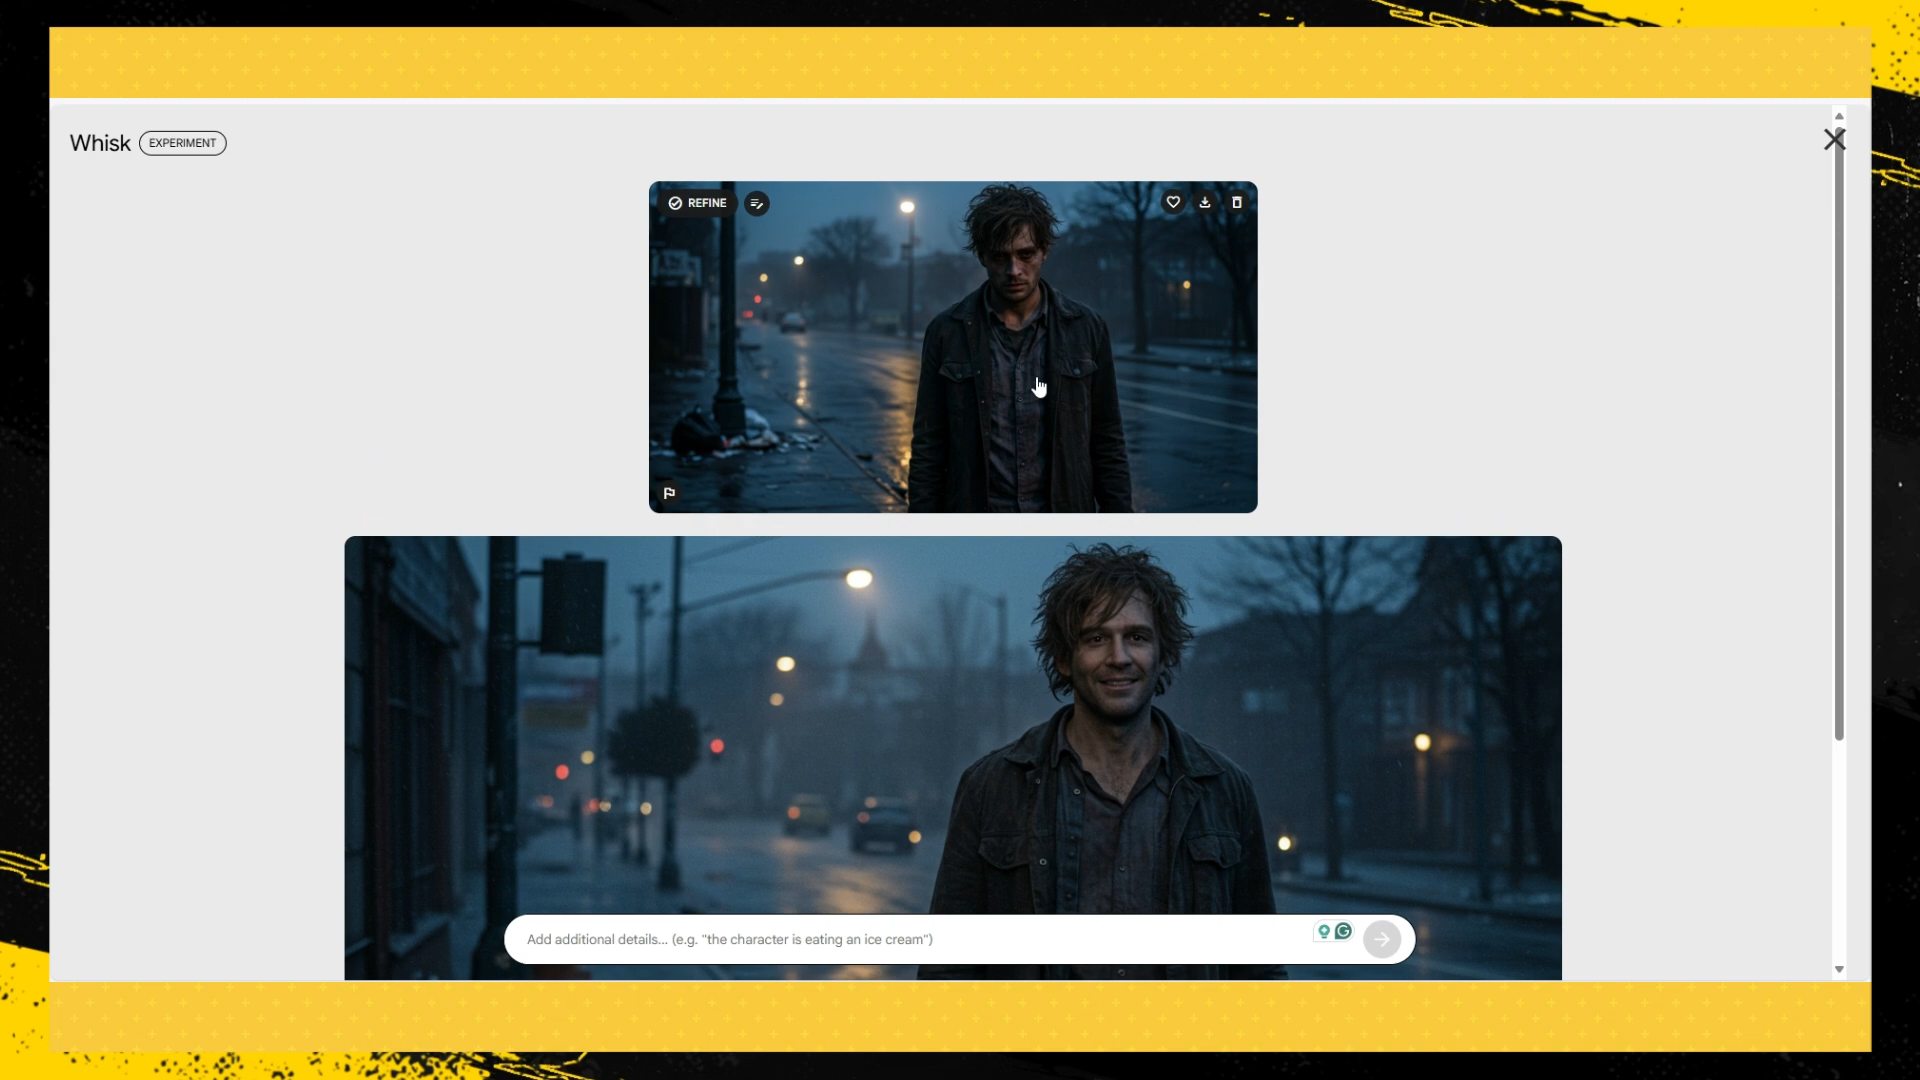 Whisk EXPERIMENT
REFINE
Add additional details... (e.g. "the character is eating an ice cream")